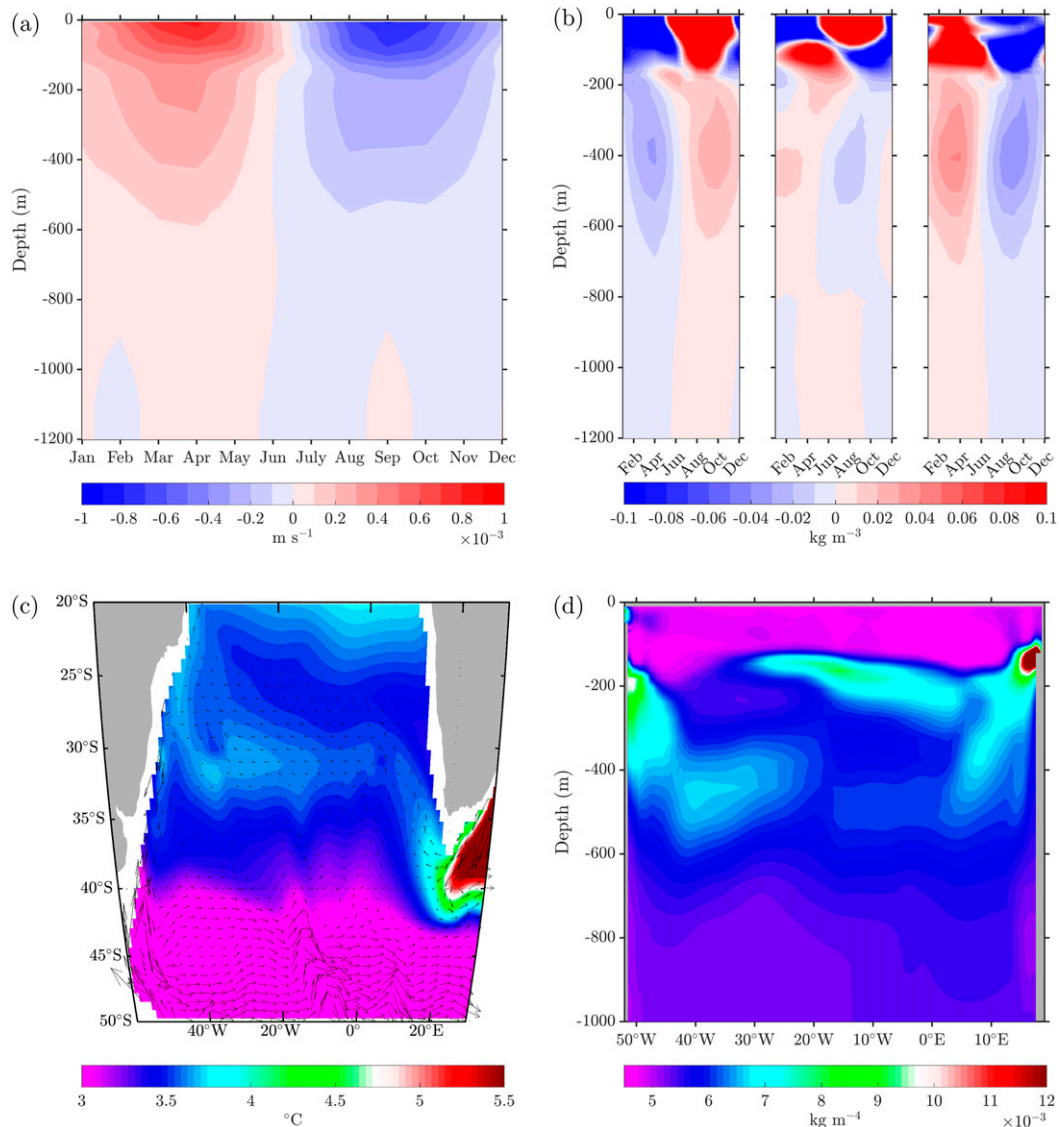 (a)
0
-200
-400
-600
-800
-1000
-1200
Depth (m)
Jan Feb Mar Apr May Jun July Aug Sep Oct Nov Dec
-1 -0.8 -0.6 -0.4 -0.2 0 0.2 0.4 0.6 0.8 1
m s⁻¹ ×10⁻³
(b)
0
-200
-400
-600
-800
-1000
-1200
Depth (m)
Feb Apr Jun Aug Oct Dec Feb Apr Jun Aug Oct Dec Feb Apr Jun Aug Oct Dec
-0.1 -0.08 -0.06 -0.04 -0.02 0 0.02 0.04 0.06 0.08 0.1
kg m⁻³
(c)
20°S
25°S
30°S
35°S
40°S
45°S
50°S
40°W 20°W 0° 20°E
3 3.5 4 4.5 5 5.5
°C
(d)
0
-200
-400
-600
-800
-1000
Depth (m)
50°W 40°W 30°W 20°W 10°W 0°E 10°E
5 6 7 8 9 10 11 12
kg m⁻⁴ ×10⁻³